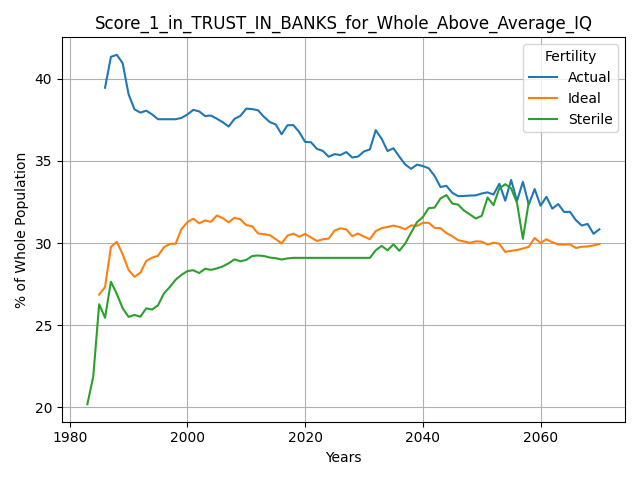 Score_1_in_TRUST_IN_BANKS_for_Whole_Above_Average_IQ
% of Whole Population
40
35
30
25
20
Fertility
Actual
Ideal
Sterile
1980
2000
2020
2040
2060
Years